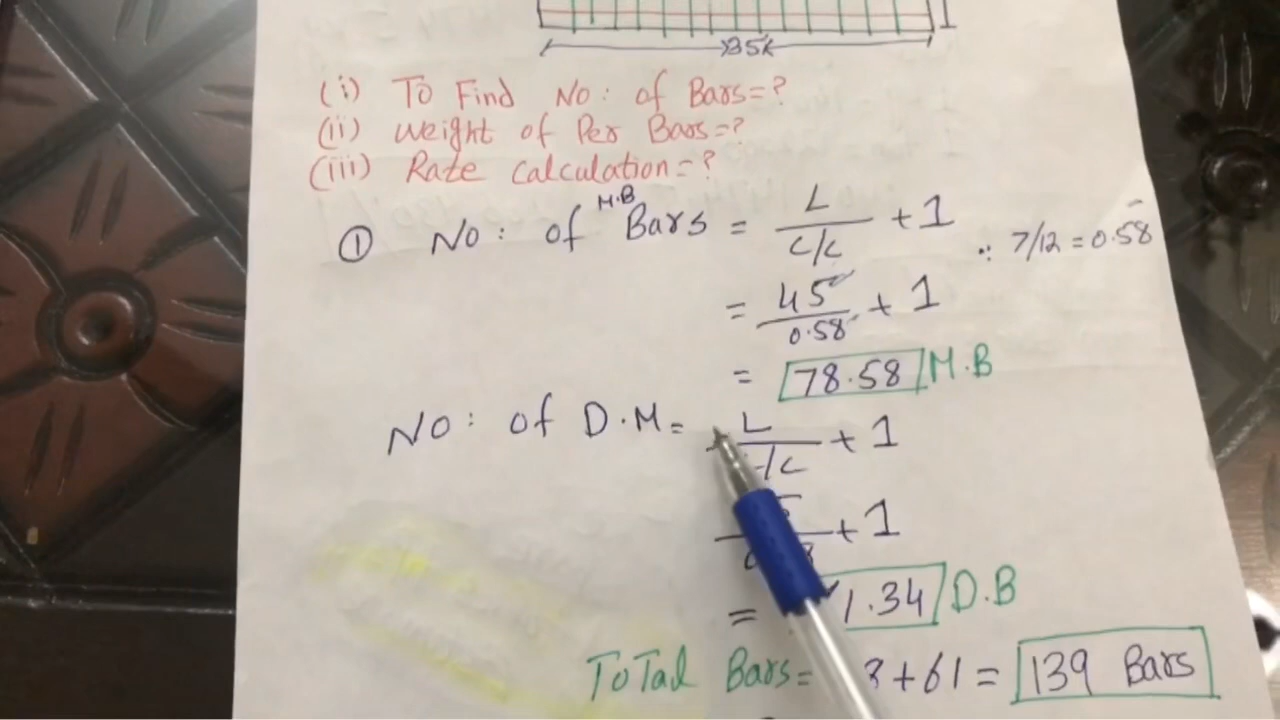 35'
(i) To Find No: of Bars=?
(ii) Weight of Per Bars=?
(iii) Rate Calculation=?
① No: of M.B Bars = L/c/c + 1 ∴ 7/12 = 0.58
= 45/0.58 + 1
= 78.58 M.B
No: of D.M = L /c + 1
+ 1
= 1.34 D.B
ToTal Bars= +61 = 139 Bars